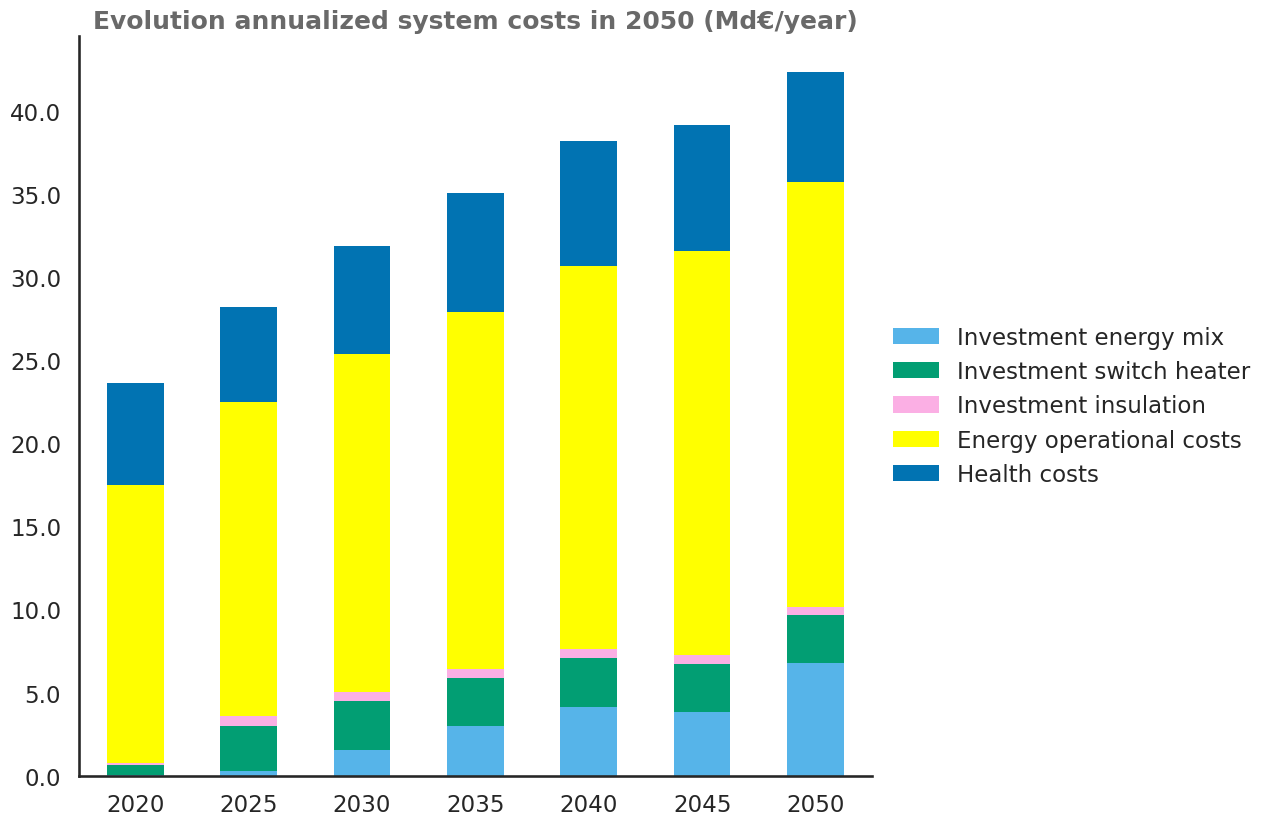 Evolution annualized system costs in 2050 (Md€/year)
40.0
35.0
30.0
25.0
20.0
15.0
10.0
5.0
0.0
2020 2025 2030 2035 2040 2045 2050
Investment energy mix
Investment switch heater
Investment insulation
Energy operational costs
Health costs